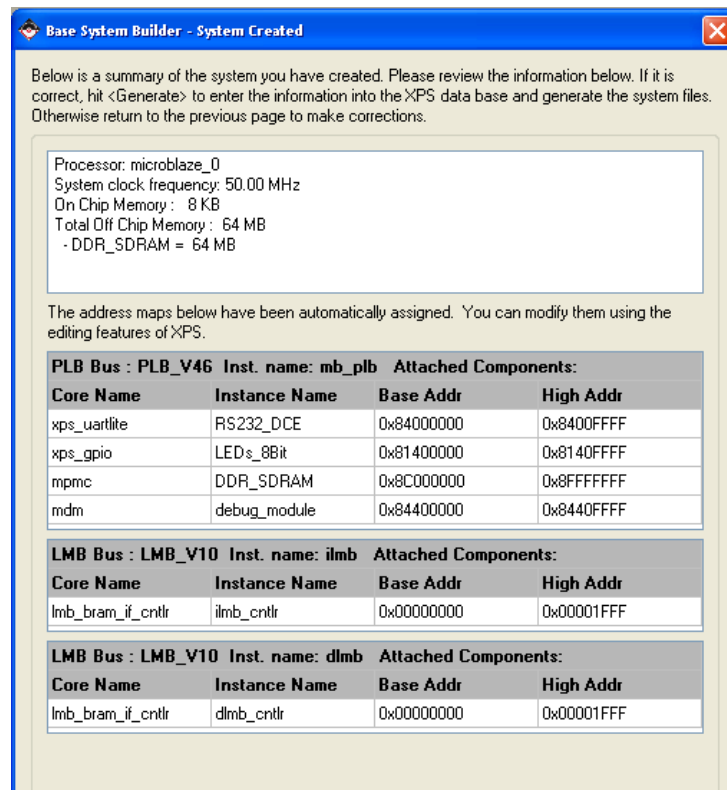 Base System Builder - System Created
Below is a summary of the system you have created. Please review the information below. If it is
correct, hit <Generate> to enter the information into the XPS data base and generate the system files.
Otherwise return to the previous page to make corrections.
Processor: microblaze_0
System clock frequency: 50.00 MHz
On Chip Memory :   8 KB
Total Off Chip Memory :  64 MB
- DDR_SDRAM =  64 MB
The address maps below have been automatically assigned.  You can modify them using the
editing features of XPS.
PLB Bus : PLB_V46  Inst. name: mb_plb   Attached Components:
Core Name Instance Name Base Addr High Addr
xps_uartlite RS232_DCE 0x84000000 0x8400FFFF
xps_gpio LEDs_8Bit 0x81400000 0x8140FFFF
mpmc DDR_SDRAM 0x8C000000 0x8FFFFFFF
mdm debug_module 0x84400000 0x8440FFFF
LMB Bus : LMB_V10  Inst. name: ilmb   Attached Components:
Core Name Instance Name Base Addr High Addr
lmb_bram_if_cntlr ilmb_cntlr 0x00000000 0x00001FFF
LMB Bus : LMB_V10  Inst. name: dlmb   Attached Components:
Core Name Instance Name Base Addr High Addr
lmb_bram_if_cntlr dlmb_cntlr 0x00000000 0x00001FFF